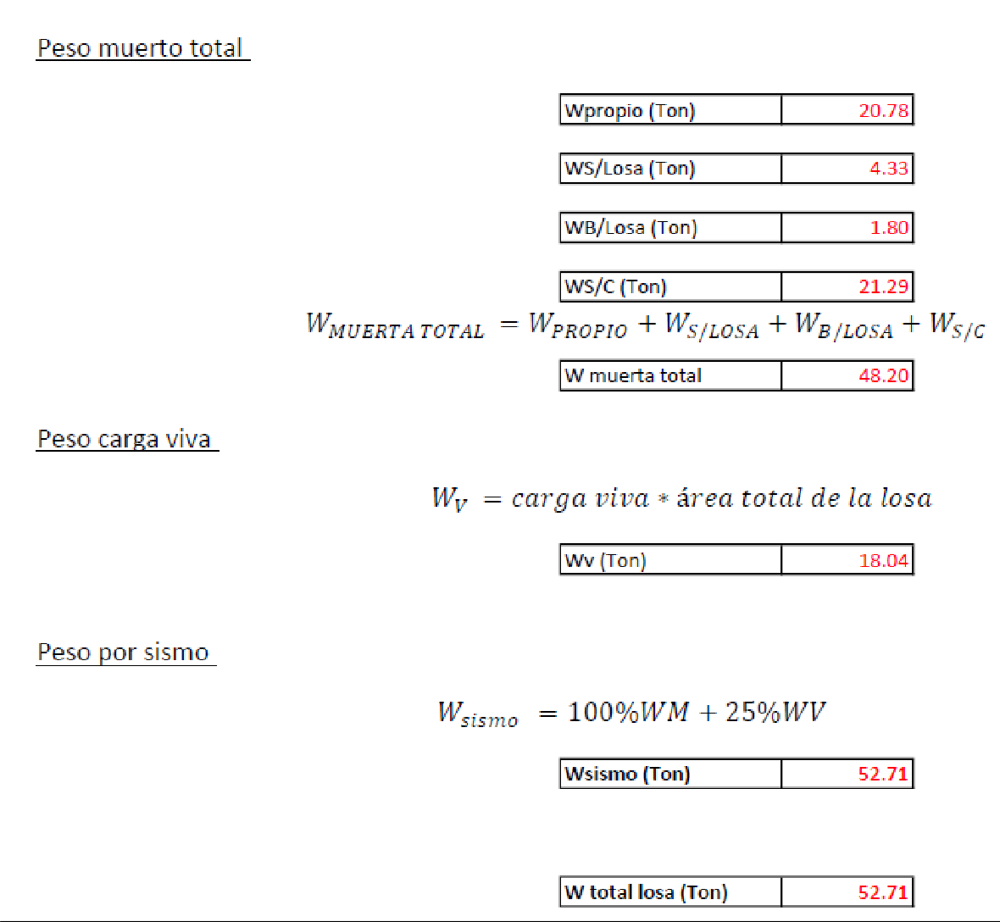 Peso muerto total
Wpropio (Ton) 20.78
WS/Losa (Ton) 4.33
WB/Losa (Ton) 1.80
WS/C (Ton) 21.29
W_{MUERTA TOTAL} = W_{PROPIO} + W_{S/LOSA} + W_{B/LOSA} + W_{S/C}
W muerta total 48.20
Peso carga viva
W_V = carga viva * área total de la losa
Wv (Ton) 18.04
Peso por sismo
W_{sismo} = 100%WM + 25%WV
Wsismo (Ton) 52.71
W total losa (Ton) 52.71